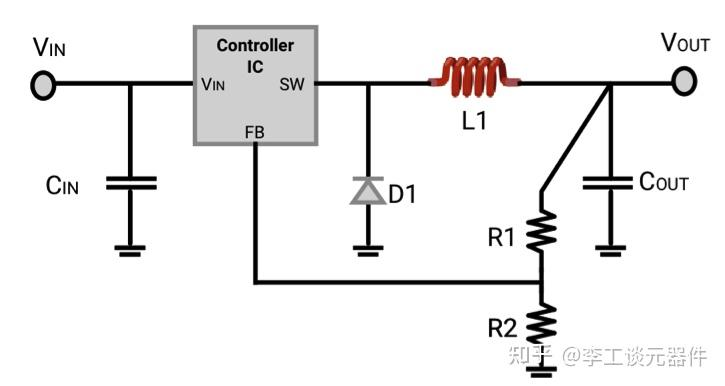 VIN
VOUT
Controller
IC
VIN
SW
FB
L1
CIN
D1
COUT
R1
R2
知乎 @李工谈元器件